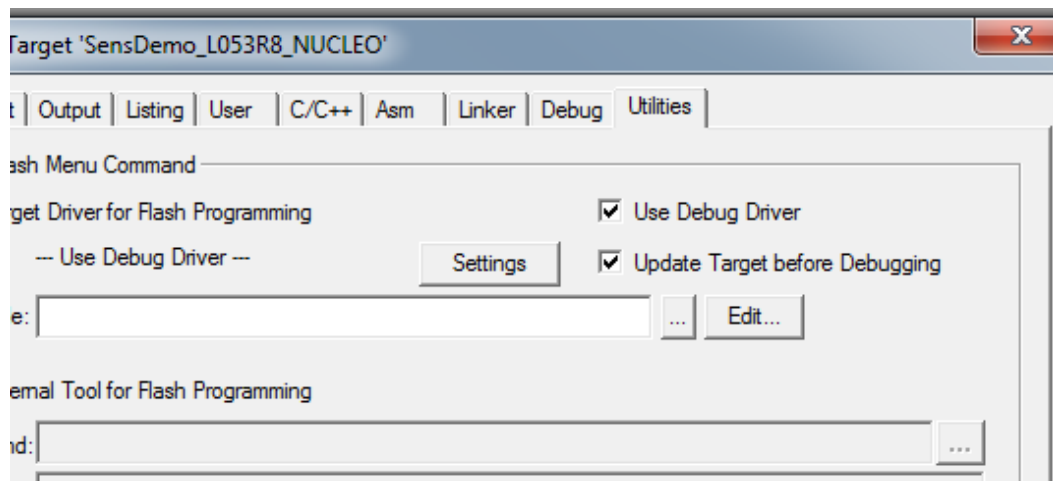 Target 'SensDemo_L053R8_NUCLEO'
t Output Listing User C/C++ Asm Linker Debug Utilities
ash Menu Command
rget Driver for Flash Programming Use Debug Driver
--- Use Debug Driver --- Settings Update Target before Debugging
e: ... Edit...
ernal Tool for Flash Programming
nd: ...